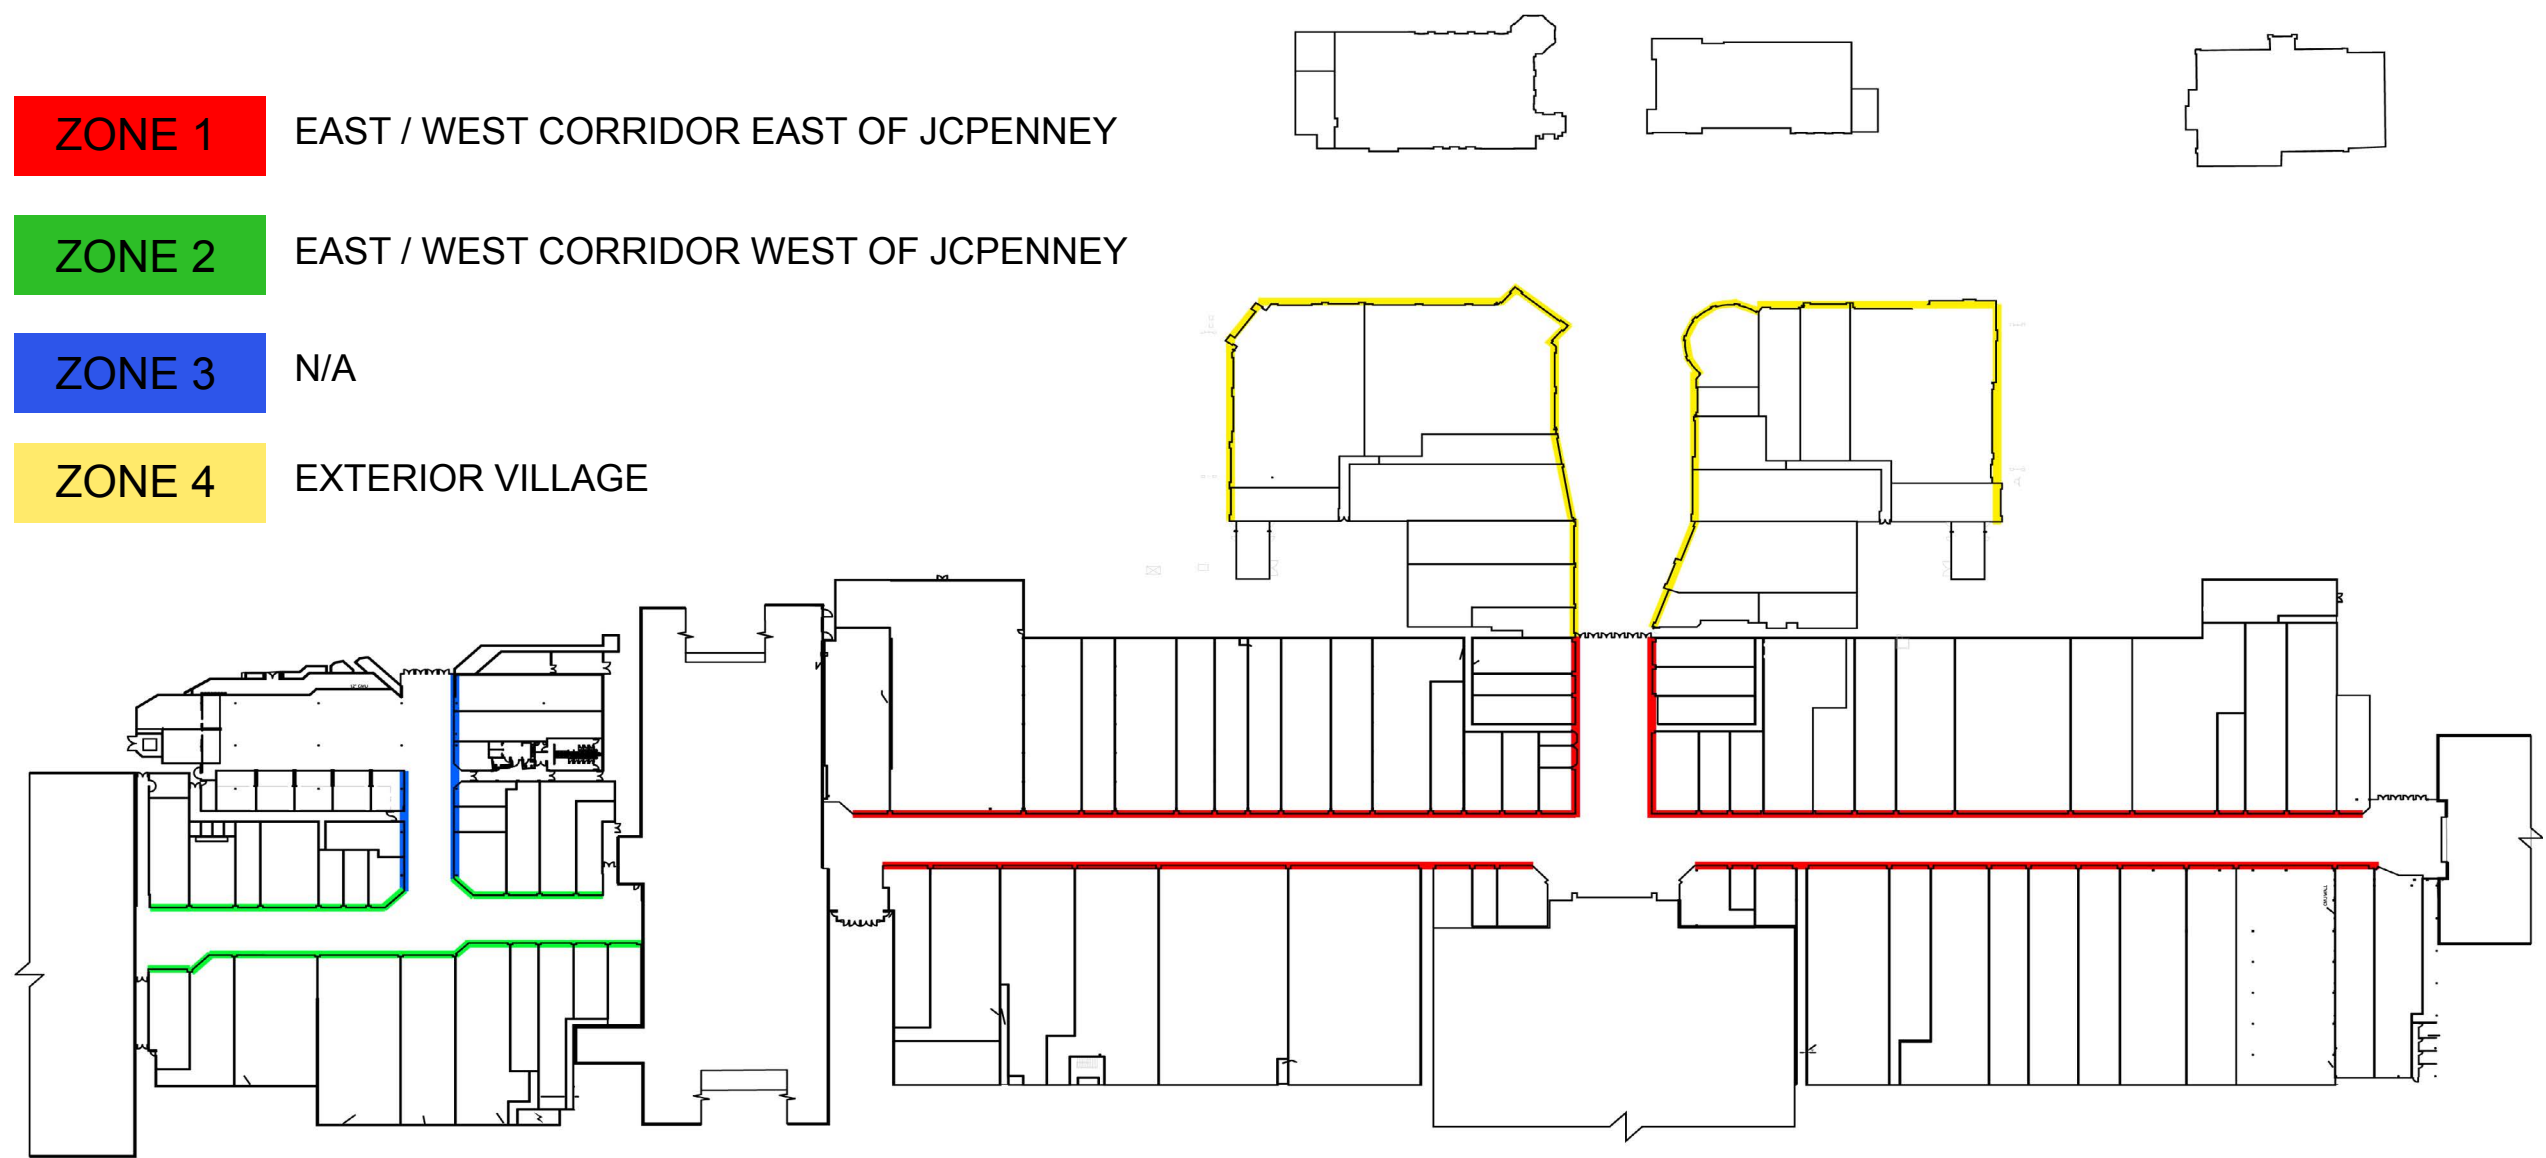 ZONE 1
EAST / WEST CORRIDOR EAST OF JCPENNEY
ZONE 2
EAST / WEST CORRIDOR WEST OF JCPENNEY
ZONE 3
N/A
ZONE 4
EXTERIOR VILLAGE